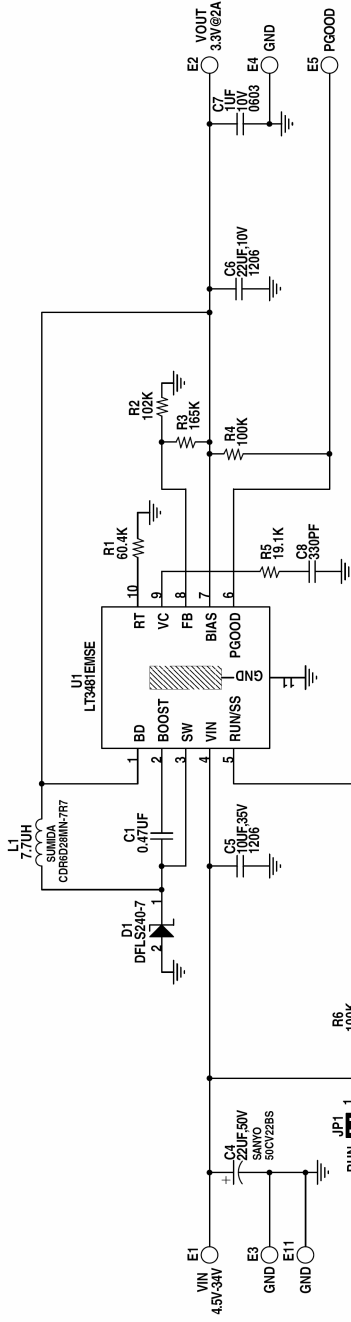 L1
7.7UH
SUMIDA
CDR6D28MN-7R7
U1
LT3481EMSE
1 BD
2 BOOST
3 SW
4 VIN
5 RUN/SS
10 RT
9 VC
8 FB
7 BIAS
6 PGOOD
GND
11
C1
0.47UF
D1
DFLS240-7
2
1
R1
60.4K
R2
102K
R3
165K
R4
100K
R5
19.1K
C8
330PF
C6
22UF,10V
1206
C7
1UF
10V
0603
E2
VOUT
3.3V@2A
E4
GND
E5
PGOOD
C5
10UF,35V
1206
C4
22UF,50V
SANYO
50CV22BS
+
E1
VIN
4.5V-34V
E3
GND
E11
GND
JP1
1
R6